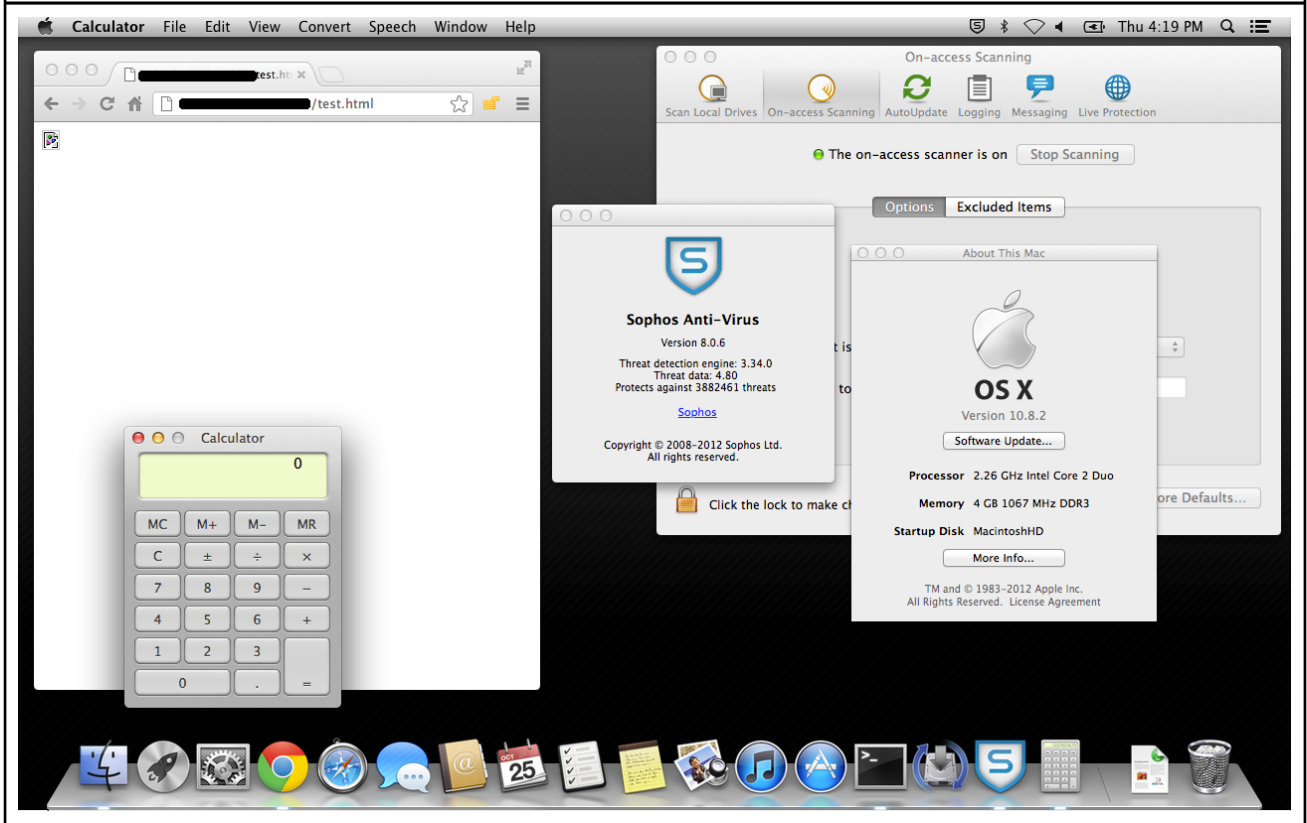 Calculator File Edit View Convert Speech Window Help
Thu 4:19 PM
test.ht
/test.html
On-access Scanning
Scan Local Drives On-access Scanning AutoUpdate Logging Messaging Live Protection
The on-access scanner is on Stop Scanning
Options Excluded Items
t is
to
Click the lock to make ch
ore Defaults...
S
Sophos Anti-Virus
Version 8.0.6
Threat detection engine: 3.34.0
Threat data: 4.80
Protects against 3882461 threats
Sophos
Copyright © 2008-2012 Sophos Ltd.
All rights reserved.
About This Mac
OS X
Version 10.8.2
Software Update...
Processor 2.26 GHz Intel Core 2 Duo
Memory 4 GB 1067 MHz DDR3
Startup Disk MacintoshHD
More Info...
TM and © 1983-2012 Apple Inc.
All Rights Reserved. License Agreement
Calculator
0
MC M+ M- MR
C ± ÷ ×
7 8 9 −
4 5 6 +
1 2 3
0 . =
OCT
25
S